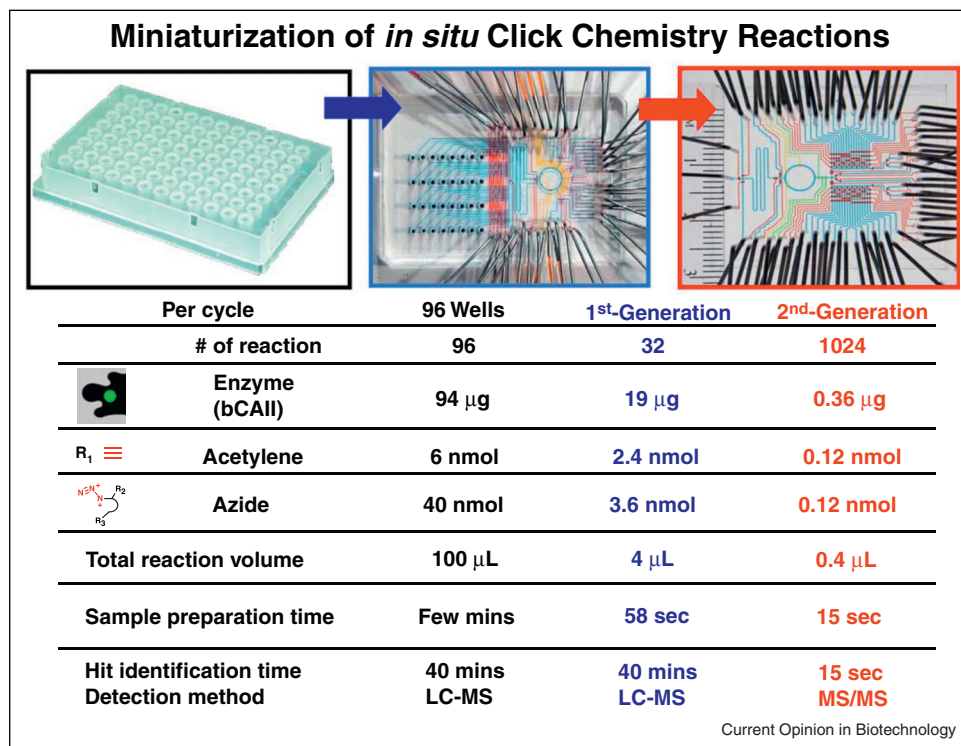 Miniaturization of in situ Click Chemistry Reactions
Per cycle 96 Wells 1st-Generation 2nd-Generation
# of reaction 96 32 1024
Enzyme (bCAII) 94 μg 19 μg 0.36 μg
R1 Acetylene 6 nmol 2.4 nmol 0.12 nmol
N≡N+ N R2 R3 Azide 40 nmol 3.6 nmol 0.12 nmol
Total reaction volume 100 μL 4 μL 0.4 μL
Sample preparation time Few mins 58 sec 15 sec
Hit identification time 40 mins 40 mins 15 sec
Detection method LC-MS LC-MS MS/MS
Current Opinion in Biotechnology